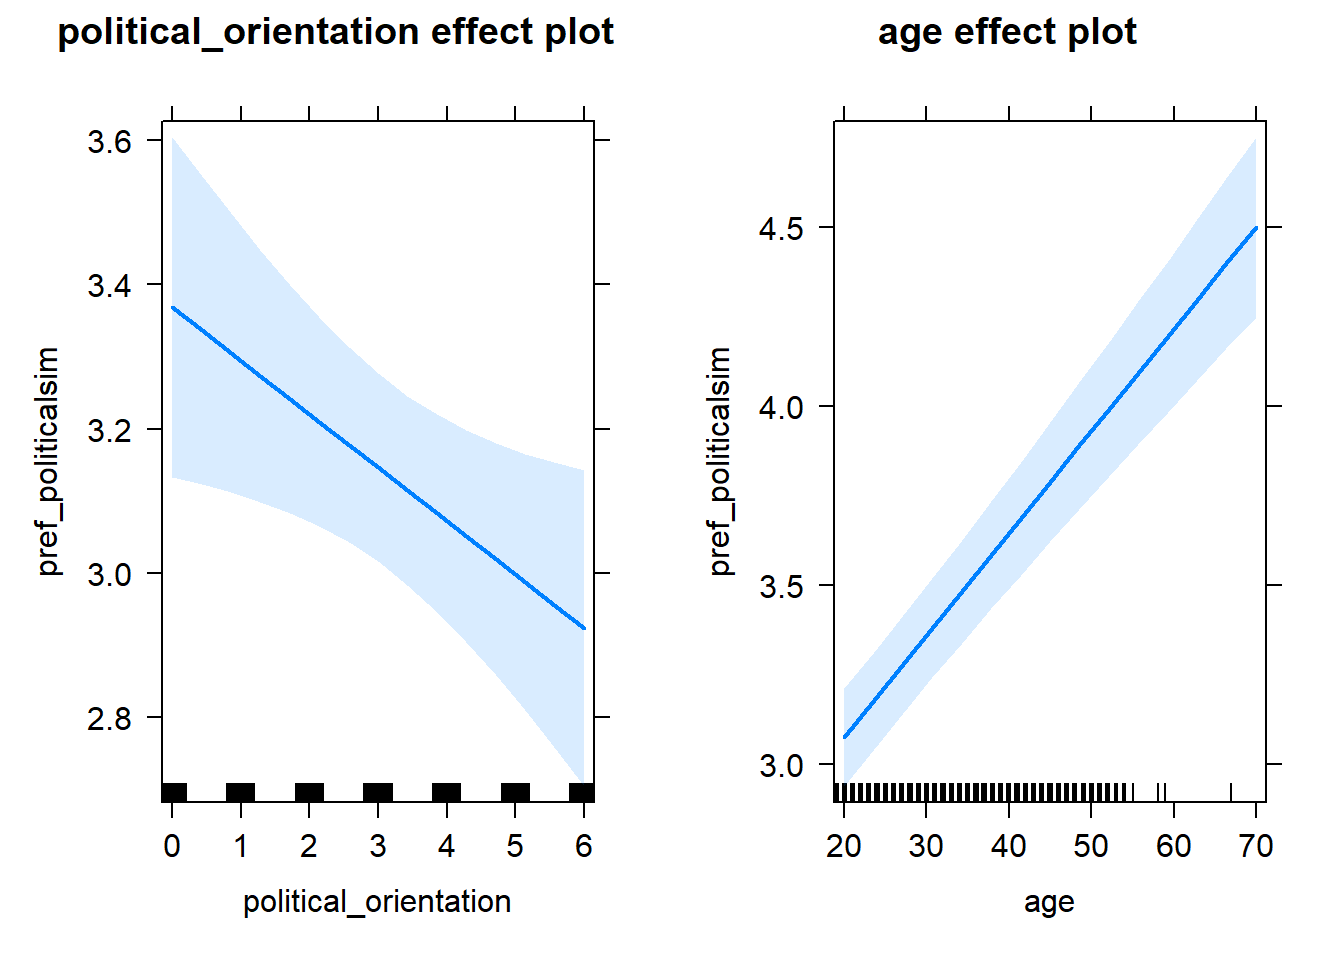 political_orientation effect plot
3.6
3.4
3.2
3.0
2.8
pref_politicalsim
0 1 2 3 4 5 6
political_orientation
age effect plot
4.5
4.0
3.5
3.0
pref_politicalsim
20 30 40 50 60 70
age